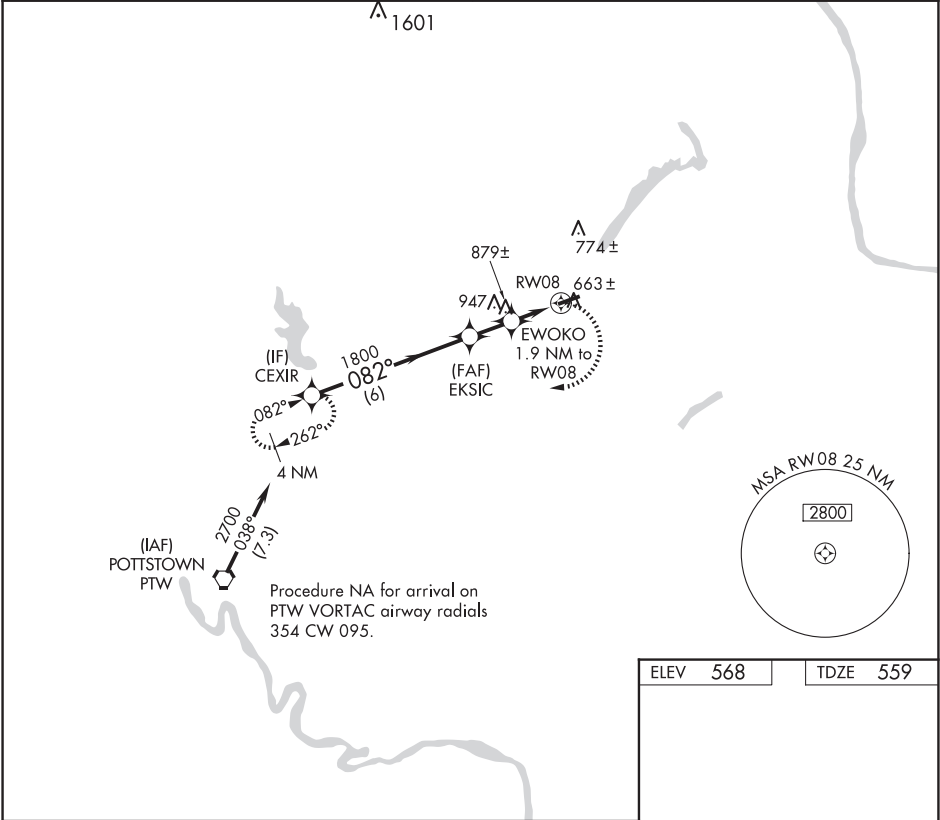 1601
774±
879±
RW08
663±
947
EWOKO
1.9 NM to
RW08
(IF)
CEXIR
1800
082°
(6)
(FAF)
EKSIC
082°
262°
4 NM
2700
038°
(7.3)
(IAF)
POTTSTOWN
PTW
Procedure NA for arrival on
PTW VORTAC airway radials
354 CW 095.
MSA RW08 25 NM
2800
ELEV 568
TDZE 559